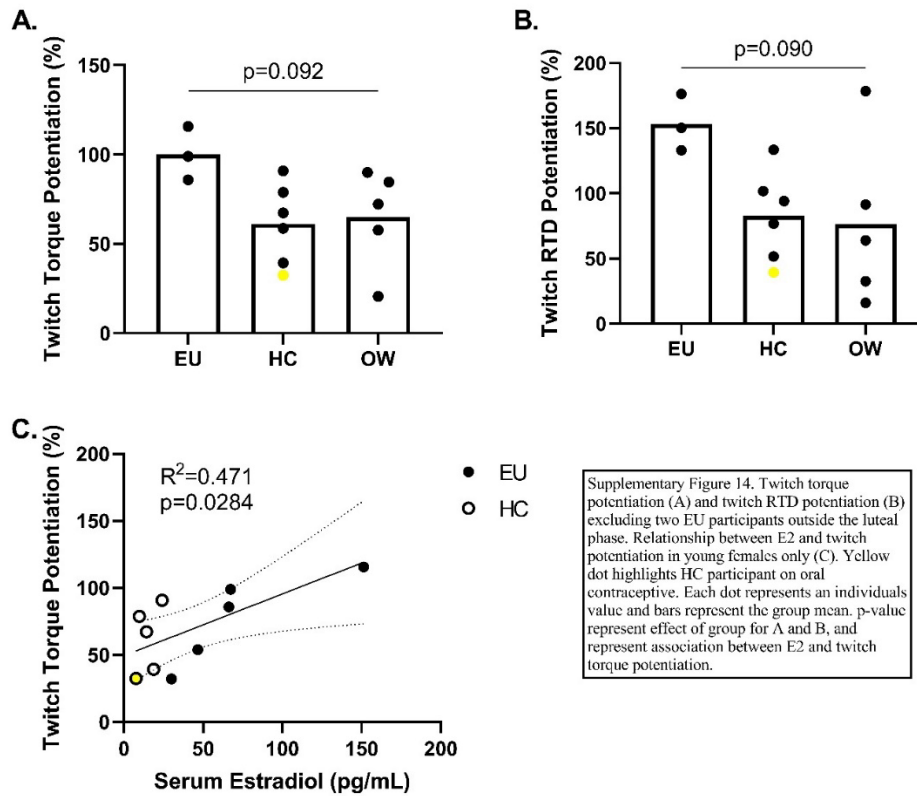 A.
Twitch Torque Potentiation (%)
150
100
50
0
p=0.092
EU HC OW
B.
Twitch RTD Potentiation (%)
200
150
100
50
0
p=0.090
EU HC OW
C.
Twitch Torque Potentiation (%)
200
150
100
50
0
R²=0.471
p=0.0284
0 50 100 150 200
Serum Estradiol (pg/mL)
EU
HC
Supplementary Figure 14. Twitch torque
potentiation (A) and twitch RTD potentiation (B)
excluding two EU participants outside the luteal
phase. Relationship between E2 and twitch
potentiation in young females only (C). Yellow
dot highlights HC participant on oral
contraceptive. Each dot represents an individuals
value and bars represent the group mean. p-value
represent effect of group for A and B, and
represent association between E2 and twitch
torque potentiation.